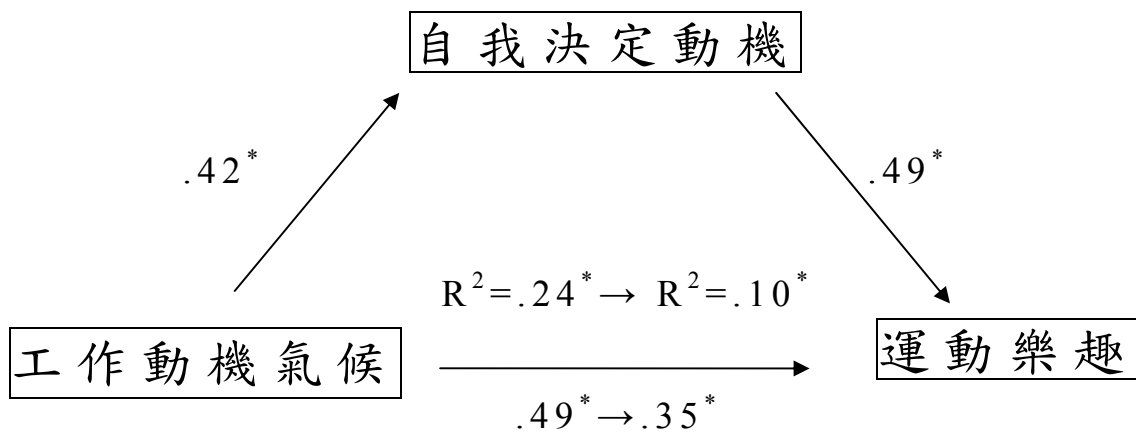 自我決定動機
.42*
.49*
R²=.24*→ R²=.10*
工作動機氣候
運動樂趣
.49*→.35*